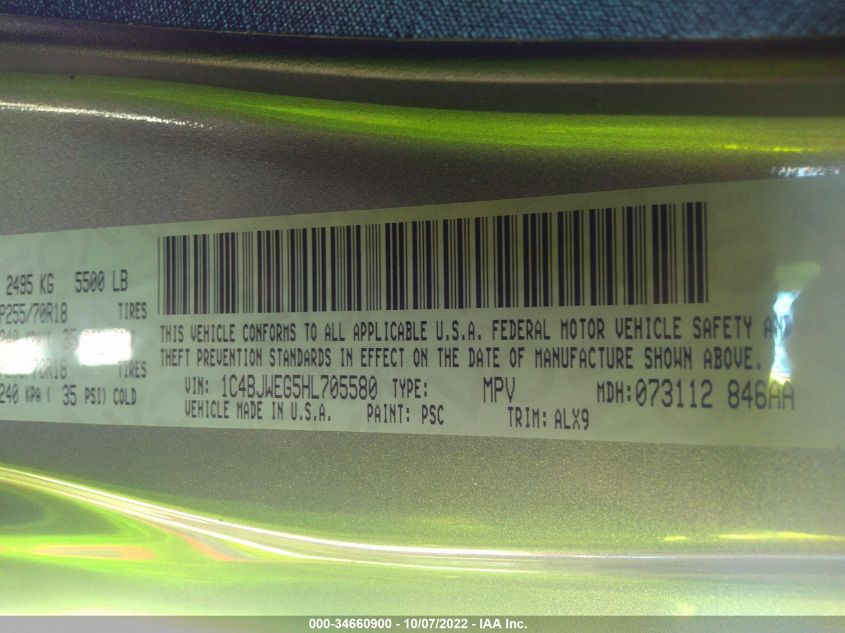 2495 KG 5500 LB
P255/70R18 TIRES
THIS VEHICLE CONFORMS TO ALL APPLICABLE U.S.A. FEDERAL MOTOR VEHICLE SAFETY AND
THEFT PREVENTION STANDARDS IN EFFECT ON THE DATE OF MANUFACTURE SHOWN ABOVE.
TIRES
240 KPA ( 35 PSI) COLD
VIN: 1C4BJWEG5HL705580 TYPE: MPV MDH: 073112 846AA
VEHICLE MADE IN U.S.A. PAINT: PSC TRIM: ALX9
000-34660900 - 10/07/2022 - IAA Inc.